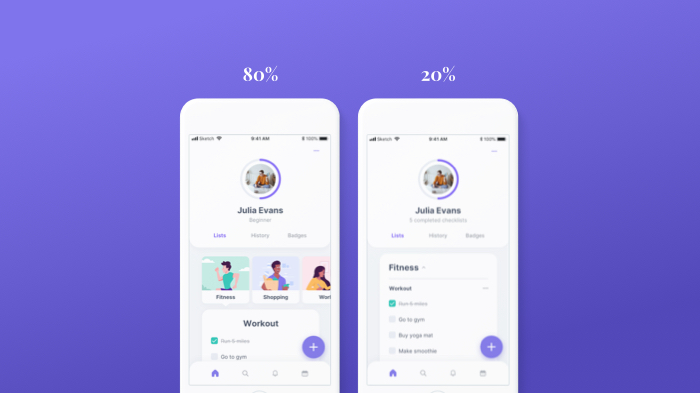 80%
20%
Sketch
9:41 AM
100%
Julia Evans
Beginner
Lists
History
Badges
Fitness
Shopping
Workout
Run 5 miles
Go to gym
Sketch
9:41 AM
100%
Julia Evans
5 completed checklists
Lists
History
Badges
Fitness
Workout
Run 5 miles
Go to gym
Buy yoga mat
Make smoothie